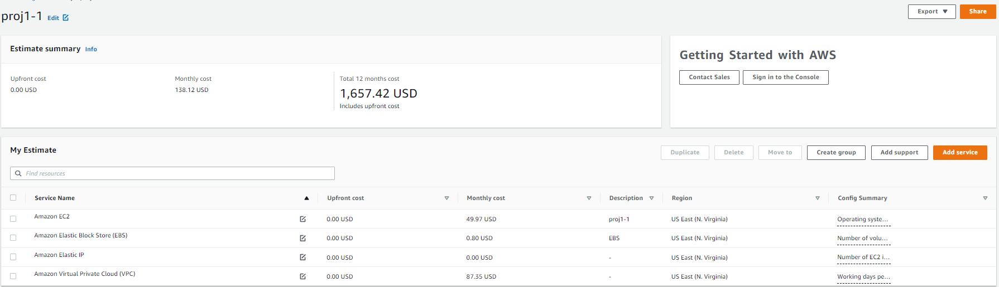 proj1-1 Edit
Export Share
Estimate summary Info
Getting Started with AWS
Upfront cost Monthly cost Total 12 months cost
0.00 USD 138.12 USD 1,657.42 USD
Includes upfront cost
Contact Sales Sign in to the Console
My Estimate
Duplicate Delete Move to Create group Add support Add service
Find resources
Service Name Upfront cost Monthly cost Description Region Config Summary
Amazon EC2 0.00 USD 49.97 USD proj1-1 US East (N. Virginia) Operating syste...
Amazon Elastic Block Store (EBS) 0.00 USD 0.80 USD EBS US East (N. Virginia) Number of volu...
Amazon Elastic IP 0.00 USD 0.00 USD - US East (N. Virginia) Number of EC2 i...
Amazon Virtual Private Cloud (VPC) 0.00 USD 87.35 USD - US East (N. Virginia) Working days pe...